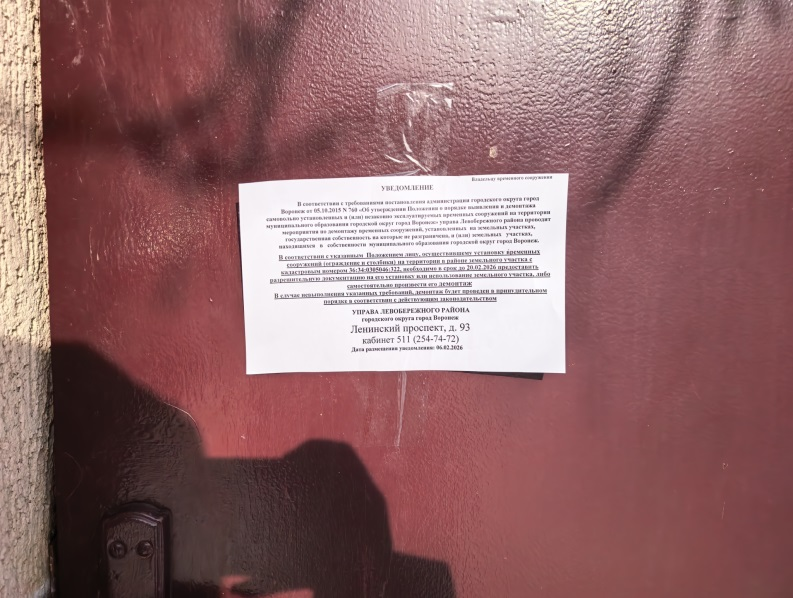 Владельцу временного сооружения
УВЕДОМЛЕНИЕ
В соответствии с требованиями постановления администрации городского округа город
Воронеж от 05.10.2015 N 760 «Об утверждении Положения о порядке выявления и демонтажа
самовольно установленных и (или) незаконно эксплуатируемых временных сооружений на территории
муниципального образования городской округ город Воронеж» управа Левобережного района проводит
мероприятия по демонтажу временных сооружений, установленных на земельных участках,
государственная собственность на которые не разграничена, и (или) земельных участках,
находящихся в собственности муниципального образования городской округ город Воронеж.
В соответствии с указанным Положением лицу, осуществившему установку временных
сооружений (ограждение и столбики) на территории в районе земельного участка с
кадастровым номером 36:34:0305046:322, необходимо в срок до 20.02.2026 предоставить
разрешительную документацию на его установку или использование земельного участка, либо
самостоятельно произвести его демонтаж
В случае невыполнения указанных требований, демонтаж будет проведен в принудительном
порядке в соответствии с действующим законодательством
УПРАВА ЛЕВОБЕРЕЖНОГО РАЙОНА
городского округа город Воронеж
Ленинский проспект, д. 93
кабинет 511 (254-74-72)
Дата размещения уведомления: 06.02.2026